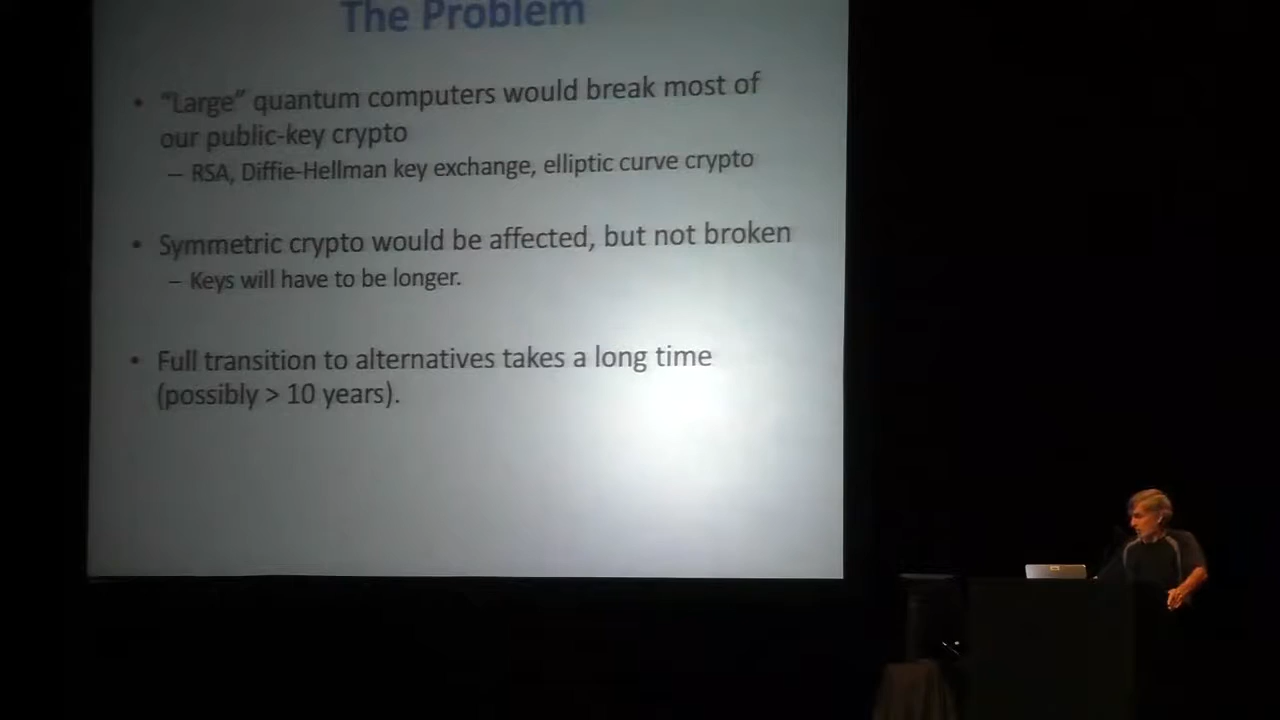 The Problem
• "Large" quantum computers would break most of
our public-key crypto
– RSA, Diffie-Hellman key exchange, elliptic curve crypto
• Symmetric crypto would be affected, but not broken
– Keys will have to be longer.
• Full transition to alternatives takes a long time
(possibly > 10 years).